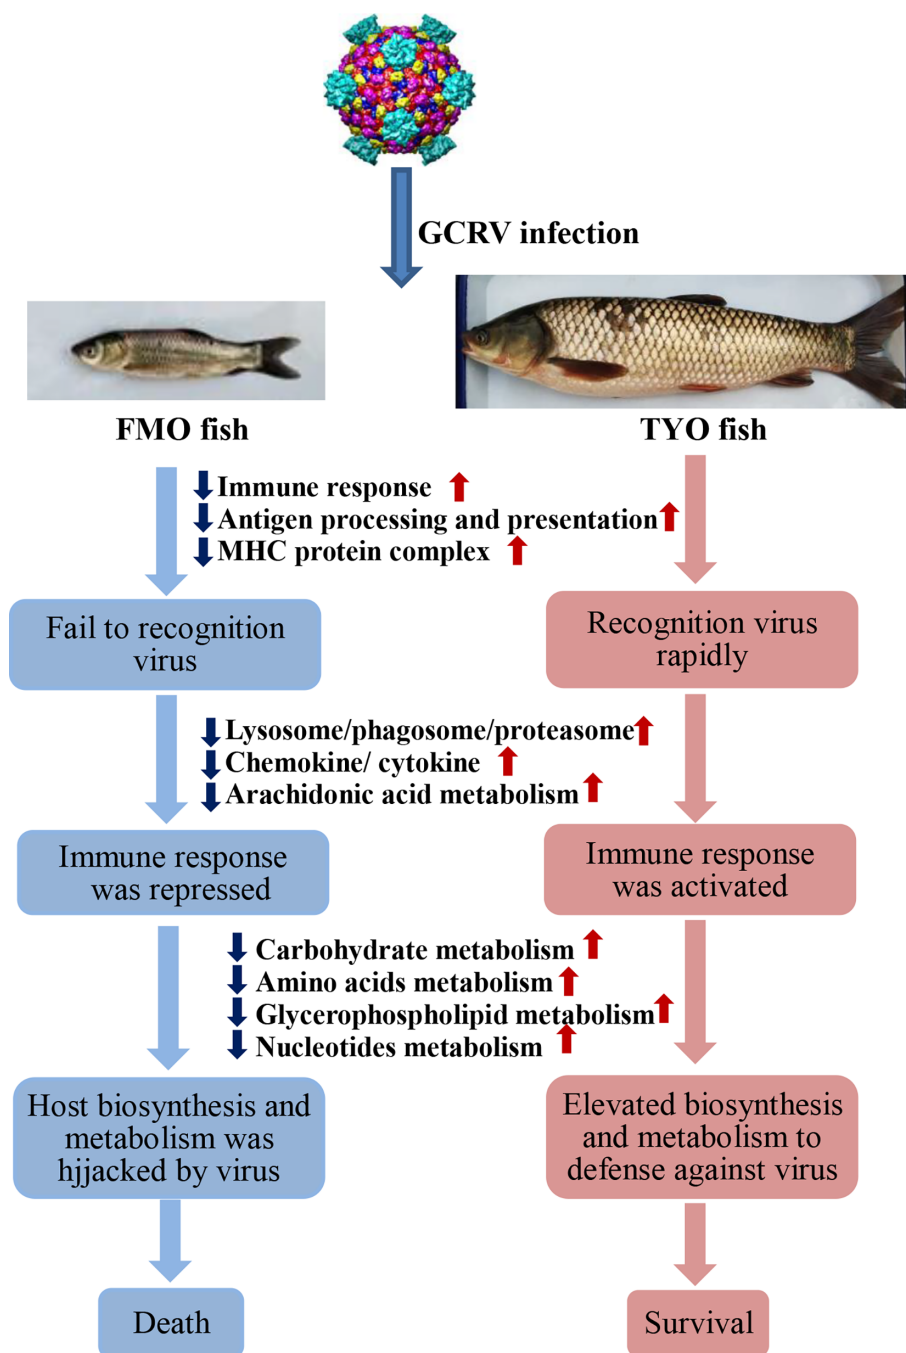 GCRV infection
FMO fish
TYO fish
Immune response
Antigen processing and presentation
MHC protein complex
Fail to recognition
virus
Recognition virus
rapidly
Lysosome/phagosome/proteasome
Chemokine/ cytokine
Arachidonic acid metabolism
Immune response
was repressed
Immune response
was activated
Carbohydrate metabolism
Amino acids metabolism
Glycerophospholipid metabolism
Nucleotides metabolism
Host biosynthesis and
metabolism was
hjjacked by virus
Elevated biosynthesis
and metabolism to
defense against virus
Death
Survival